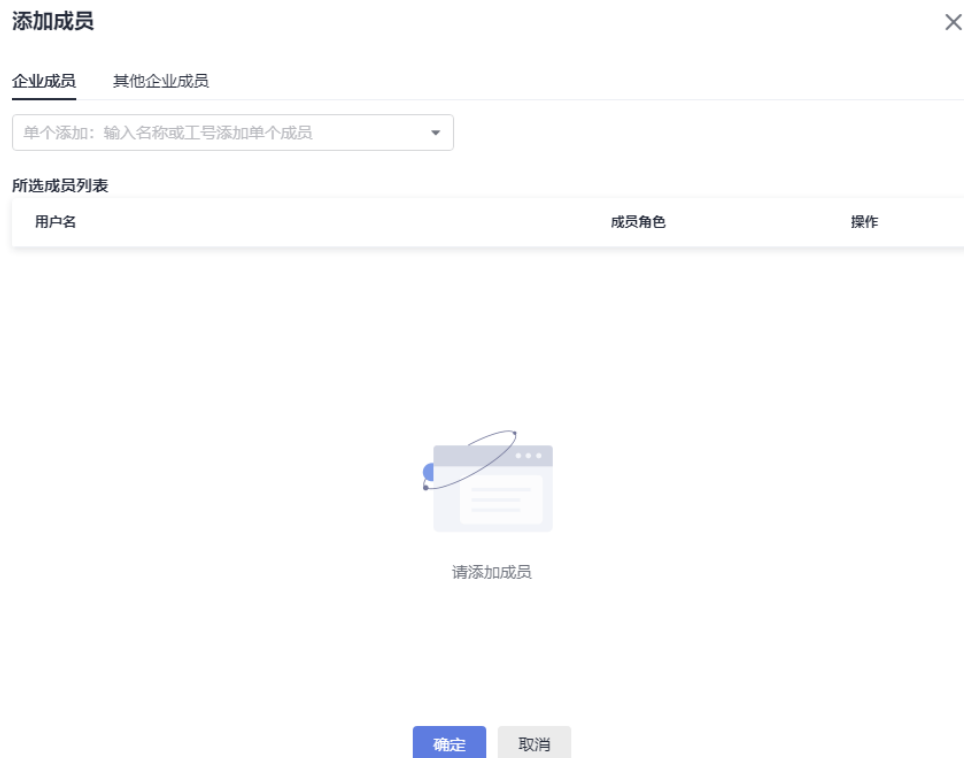 添加成员
企业成员 其他企业成员
单个添加：输入名称或工号添加单个成员
所选成员列表
用户名 成员角色 操作
请添加成员
确定 取消